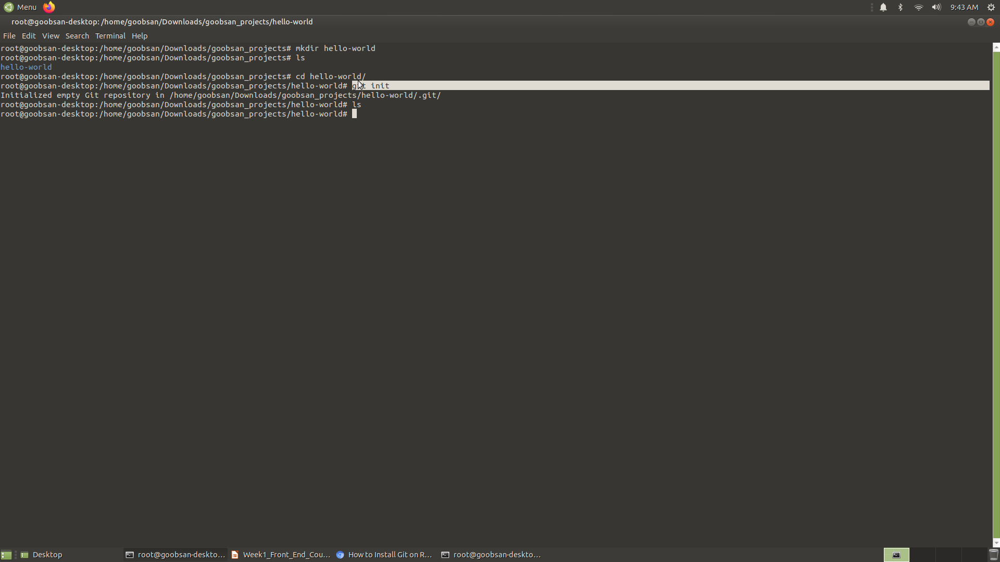 Menu
9:43 AM
root@goobsan-desktop: /home/goobsan/Downloads/goobsan_projects/hello-world
File Edit View Search Terminal Help
root@goobsan-desktop:/home/goobsan/Downloads/goobsan_projects# mkdir hello-world
root@goobsan-desktop:/home/goobsan/Downloads/goobsan_projects# ls
hello-world
root@goobsan-desktop:/home/goobsan/Downloads/goobsan_projects# cd hello-world/
root@goobsan-desktop:/home/goobsan/Downloads/goobsan_projects/hello-world# git init
Initialized empty Git repository in /home/goobsan/Downloads/goobsan_projects/hello-world/.git/
root@goobsan-desktop:/home/goobsan/Downloads/goobsan_projects/hello-world# ls
root@goobsan-desktop:/home/goobsan/Downloads/goobsan_projects/hello-world#
Desktop
root@goobsan-deskto...
Week1_Front_End_Cou...
How to Install Git on R...
root@goobsan-deskto...